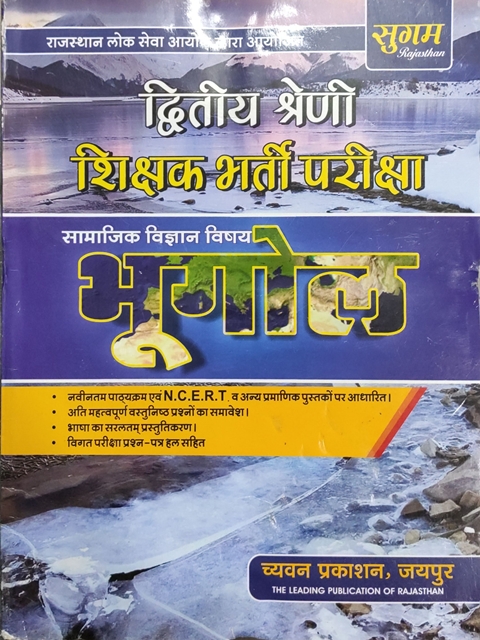 राजस्थान लोक सेवा आयोग द्वारा आयोजित
सुगम
Rajasthan
द्वितीय श्रेणी
शिक्षक भर्ती परीक्षा
सामाजिक विज्ञान विषय
भूगोल
• नवीनतम पाठ्यक्रम एवं N.C.E.R.T. व अन्य प्रमाणिक पुस्तकों पर आधारित।
• अति महत्वपूर्ण वस्तुनिष्ठ प्रश्नों का समावेश।
• भाषा का सरलतम् प्रस्तुतिकरण।
• विगत परीक्षा प्रश्न-पत्र हल सहित
च्यवन प्रकाशन, जयपुर
THE LEADING PUBLICATION OF RAJASTHAN